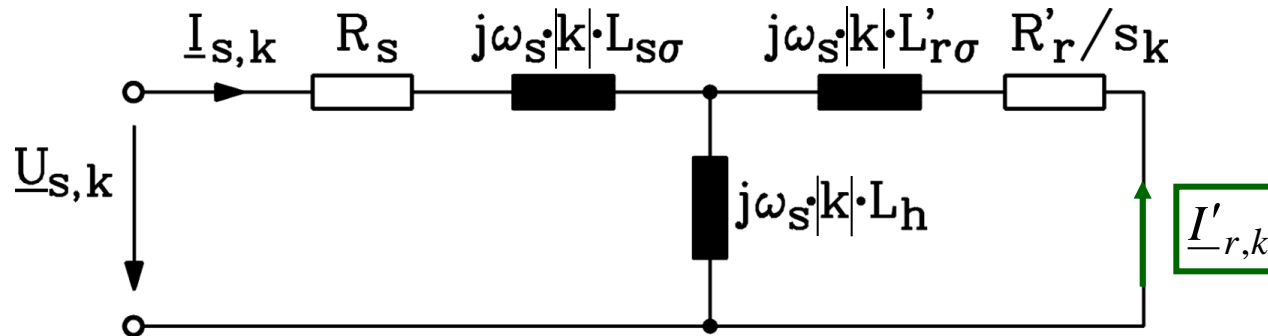 I_s,k R_s jω_s·|k|·L_sσ jω_s·|k|·L'_rσ R'_r/s_k
U_s,k
jω_s·|k|·L_h
I'_r,k